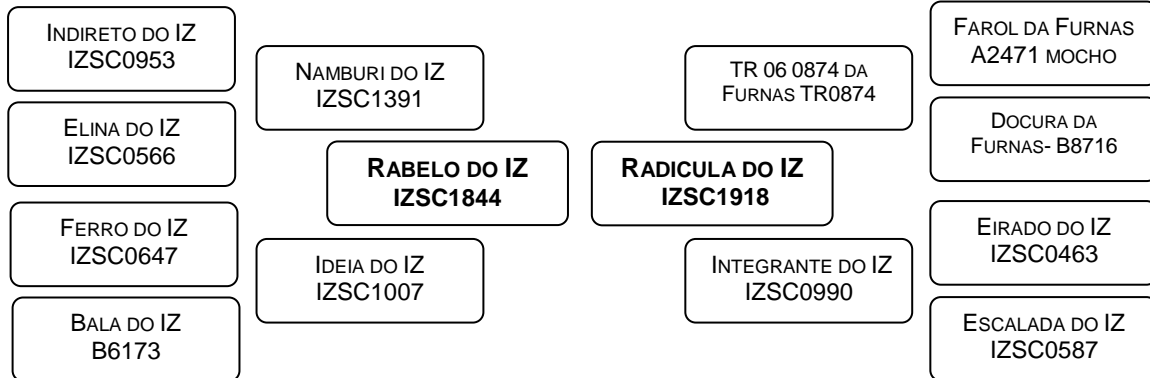 INDIRETO DO IZ
IZSC0953
ELINA DO IZ
IZSC0566
FERRO DO IZ
IZSC0647
BALA DO IZ
B6173
NAMBURI DO IZ
IZSC1391
IDEIA DO IZ
IZSC1007
RABELO DO IZ
IZSC1844
RADICULA DO IZ
IZSC1918
TR 06 0874 DA
FURNAS TR0874
INTEGRANTE DO IZ
IZSC0990
FAROL DA FURNAS
A2471 MOCHO
DOCURA DA
FURNAS- B8716
EIRADO DO IZ
IZSC0463
ESCALADA DO IZ
IZSC0587